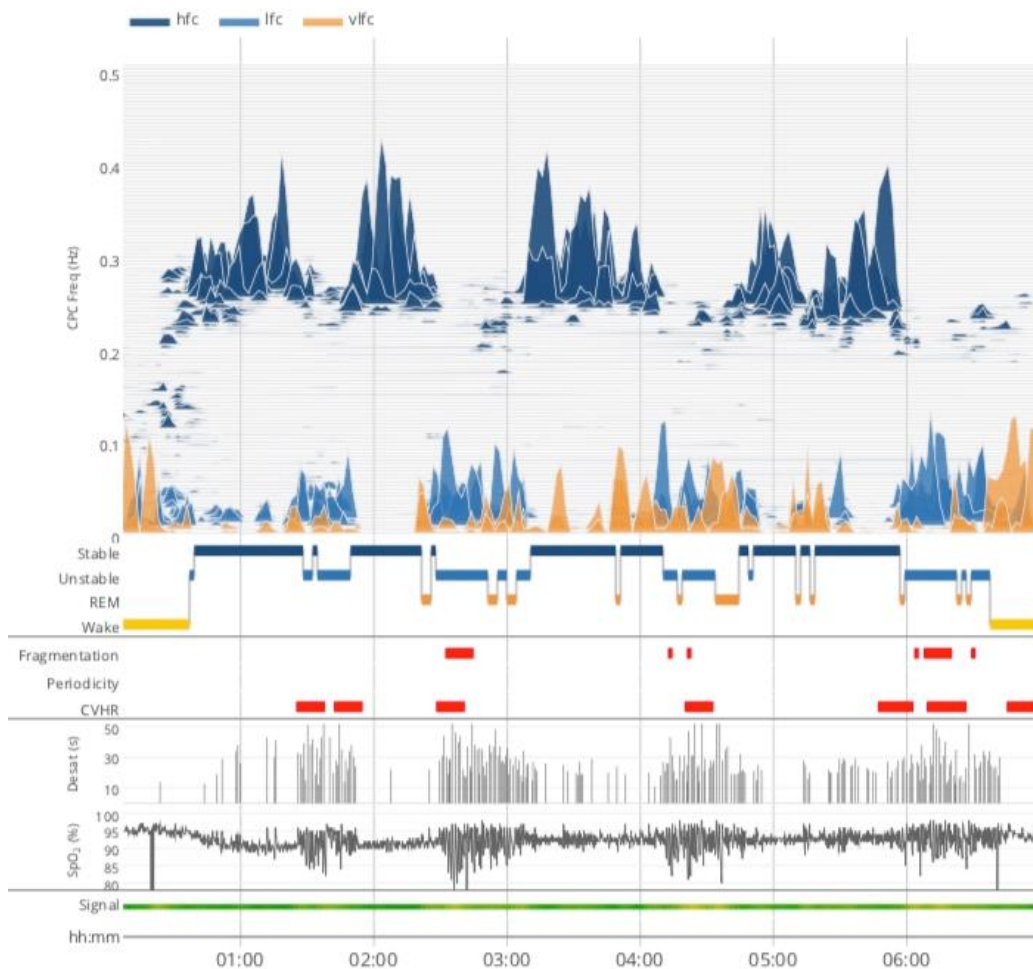 hfc lfc vlfc
CPC Freq (Hz)
0.5
0.4
0.3
0.2
0.1
0
Stable
Unstable
REM
Wake
Fragmentation
Periodicity
CVHR
Desat (s)
50
30
10
SpO₂ (%)
100
95
90
85
80
Signal
hh:mm
01:00 02:00 03:00 04:00 05:00 06:00